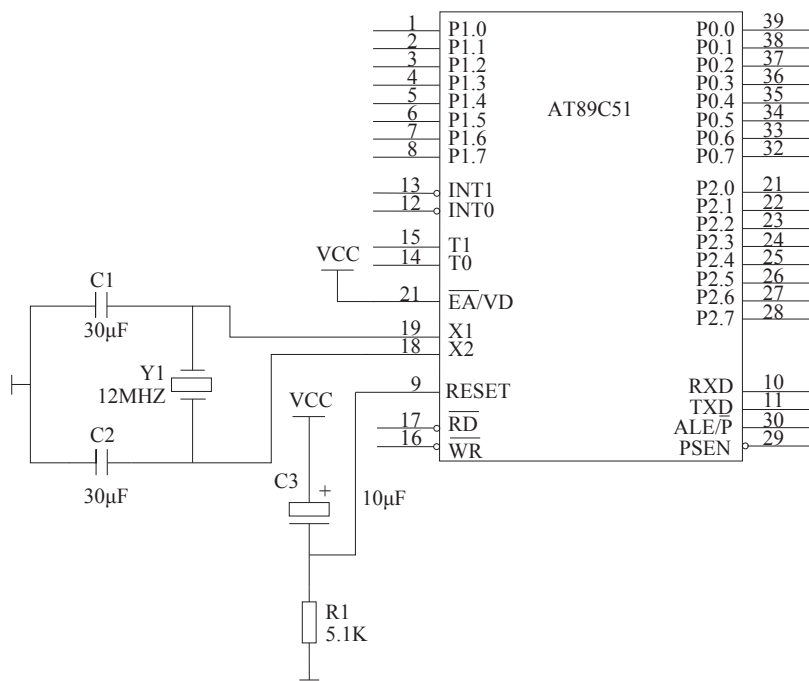 1 P1.0
2 P1.1
3 P1.2
4 P1.3
5 P1.4
6 P1.5
7 P1.6
8 P1.7
13 INT1
12 INT0
15 T1
14 T0
VCC
21 EA/VD
19 X1
18 X2
9 RESET
17 RD
16 WR
AT89C51
P0.0 39
P0.1 38
P0.2 37
P0.3 36
P0.4 35
P0.5 34
P0.6 33
P0.7 32
P2.0 21
P2.1 22
P2.2 23
P2.3 24
P2.4 25
P2.5 26
P2.6 27
P2.7 28
RXD 10
TXD 11
ALE/P 30
PSEN 29
C1
30μF
Y1
12MHZ
C2
30μF
VCC
C3
+
10μF
R1
5.1K